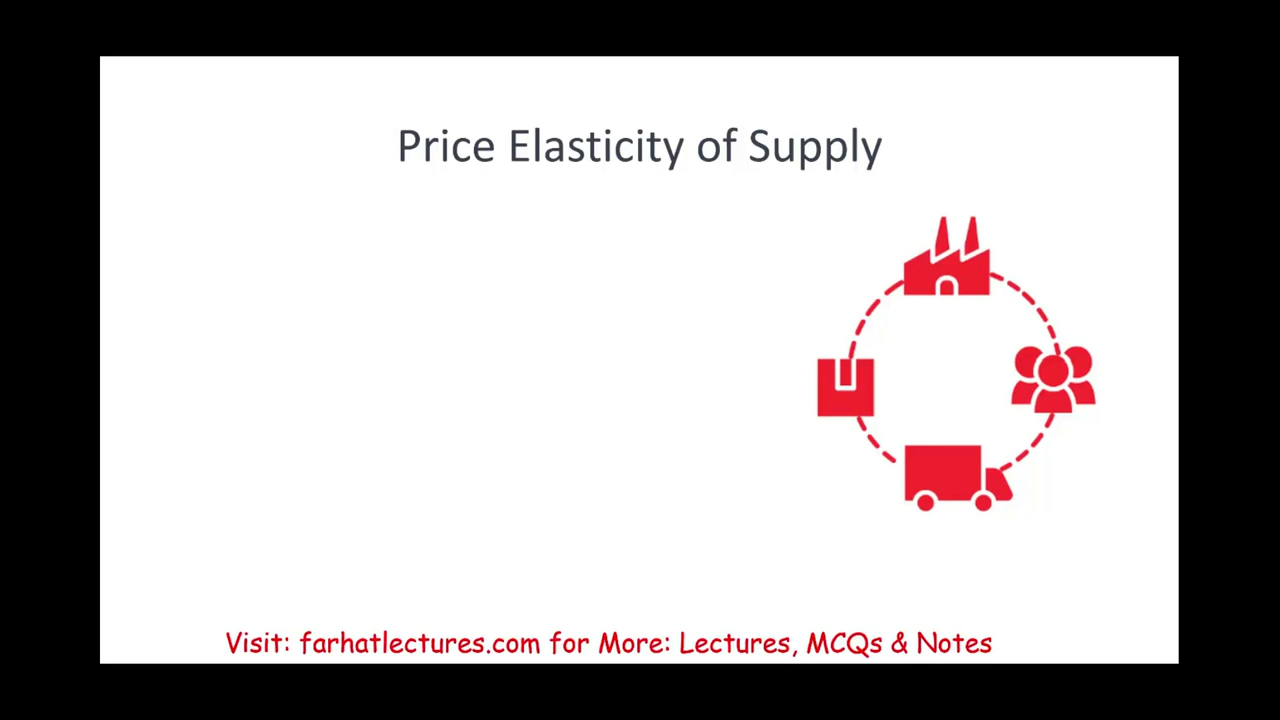 Price Elasticity of Supply
Visit: farhatlectures.com for More: Lectures, MCQs & Notes